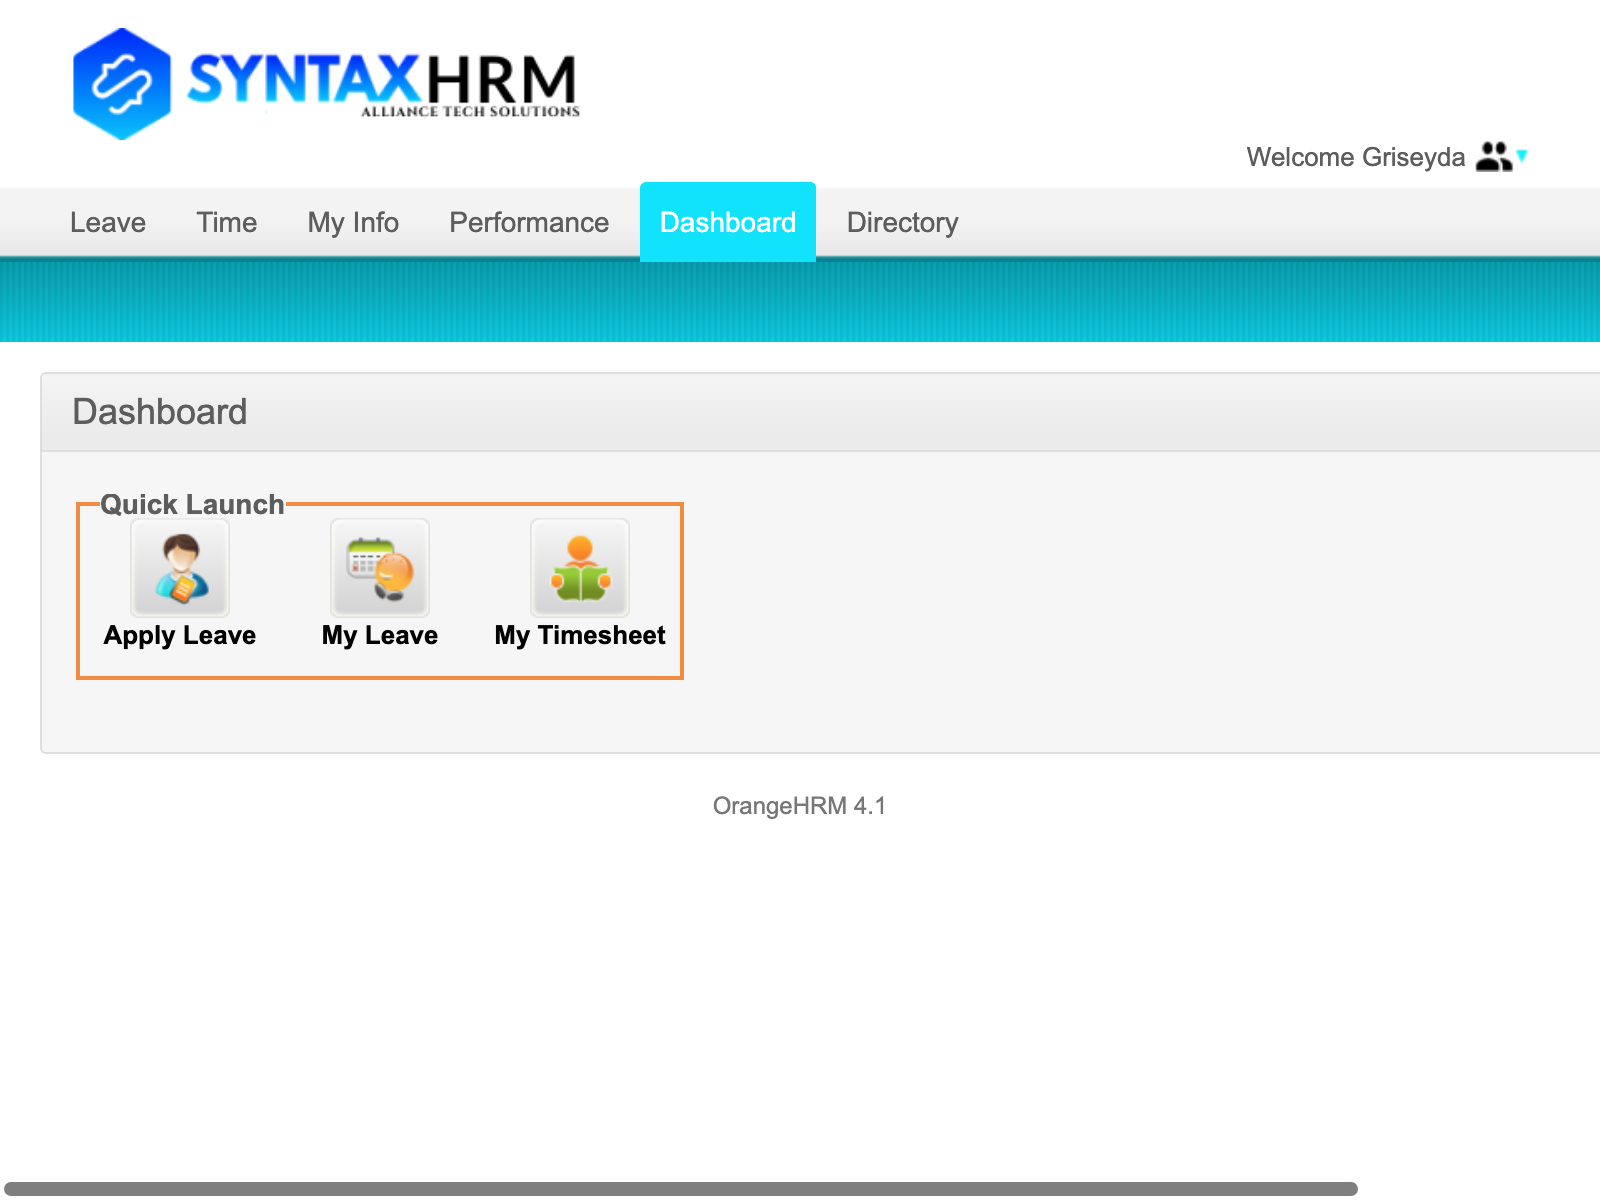 SYNTAXHRM
ALLIANCE TECH SOLUTIONS
Welcome Griseyda
Leave Time My Info Performance Dashboard Directory
Dashboard
Quick Launch
Apply Leave My Leave My Timesheet
OrangeHRM 4.1